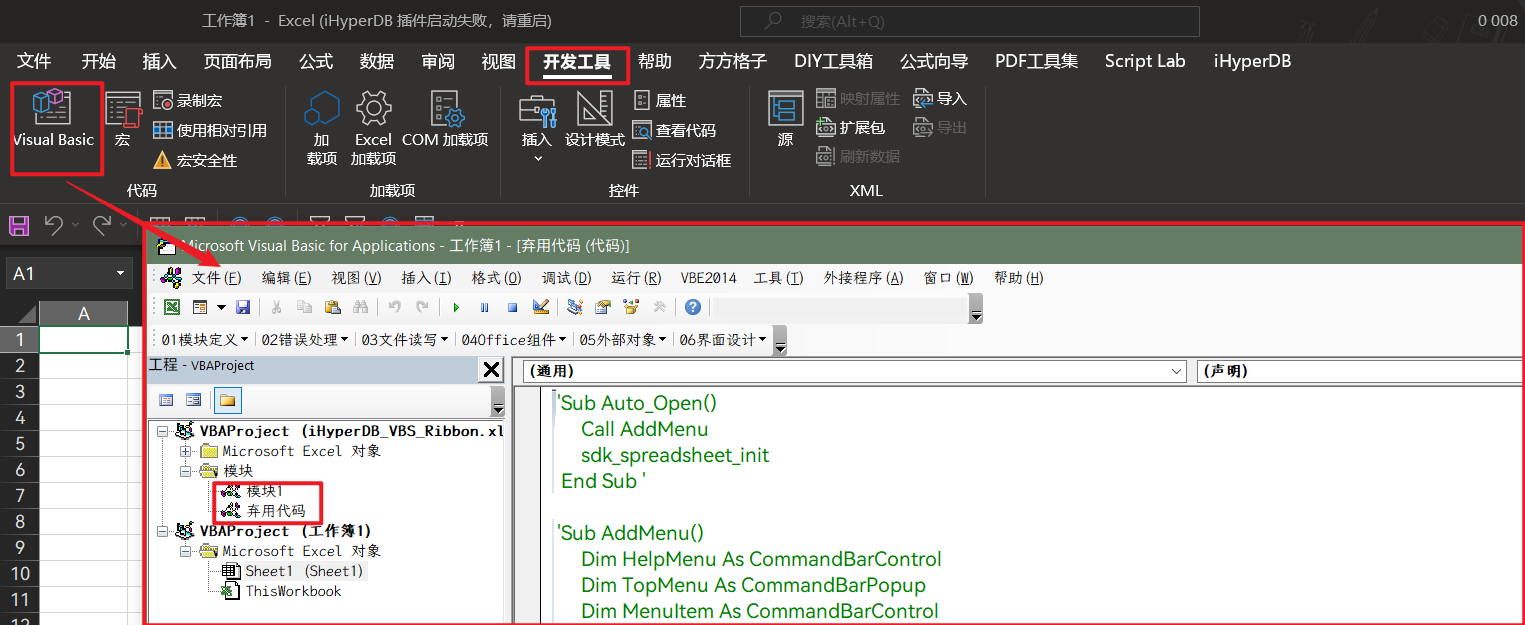 工作簿1 - Excel (iHyperDB 插件启动失败，请重启)
搜索(Alt+Q)
0 008
文件 开始 插入 页面布局 公式 数据 审阅 视图 开发工具 帮助 方方格子 DIY工具箱 公式向导 PDF工具集 Script Lab iHyperDB
Visual Basic
宏
录制宏
使用相对引用
宏安全性
代码
加
载项
Excel
加载项
COM 加载项
加载项
插入
设计模式
属性
查看代码
运行对话框
控件
源
映射属性
扩展包
刷新数据
导入
导出
XML
A1
A
1
2
3
4
5
6
7
8
9
10
11
Microsoft Visual Basic for Applications - 工作簿1 - [弃用代码 (代码)]
文件(F) 编辑(E) 视图(V) 插入(I) 格式(O) 调试(D) 运行(R) VBE2014 工具(T) 外接程序(A) 窗口(W) 帮助(H)
01模块定义 02错误处理 03文件读写 04Office组件 05外部对象 06界面设计
工程 - VBAProject
VBAProject (iHyperDB_VBS_Ribbon.xl
Microsoft Excel 对象
模块
模块1
弃用代码
VBAProject (工作簿1)
Microsoft Excel 对象
Sheet1 (Sheet1)
ThisWorkbook
(通用)
(声明)
'Sub Auto_Open()
Call AddMenu
sdk_spreadsheet_init
End Sub '
'Sub AddMenu()
Dim HelpMenu As CommandBarControl
Dim TopMenu As CommandBarPopup
Dim MenuItem As CommandBarControl